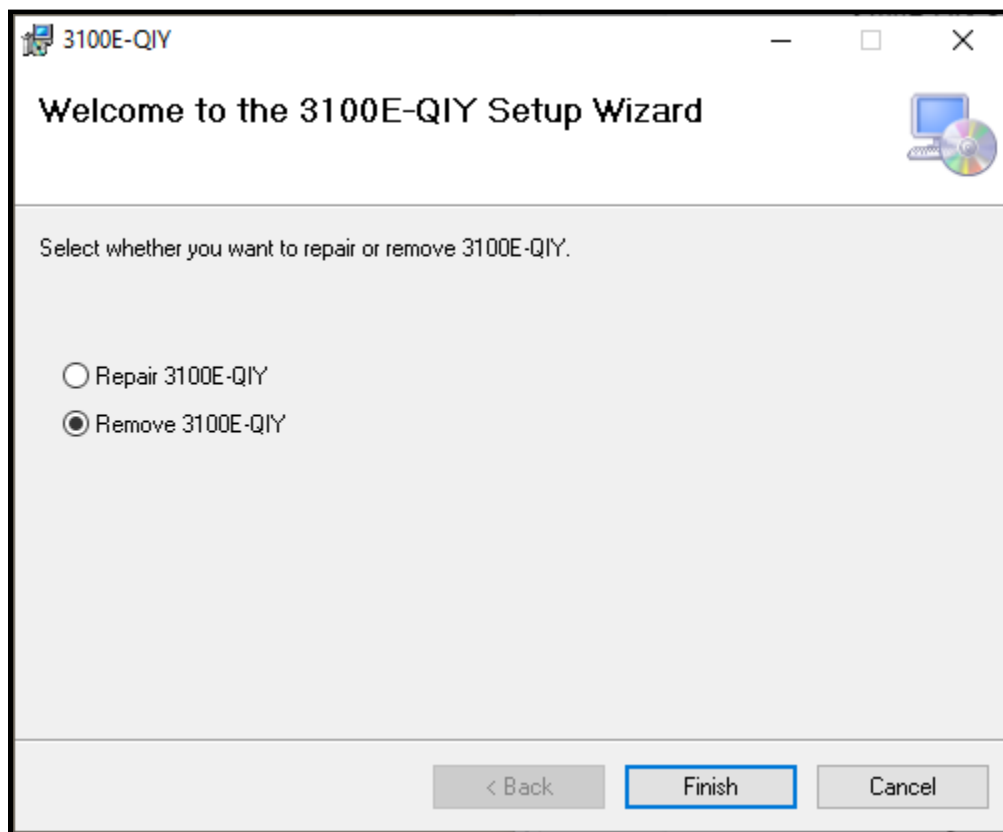 3100E-QIY
Welcome to the 3100E-QIY Setup Wizard
Select whether you want to repair or remove 3100E-QIY.
Repair 3100E-QIY
Remove 3100E-QIY
< Back
Finish
Cancel